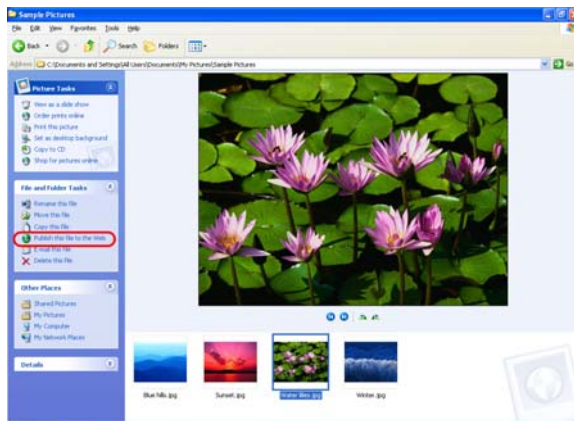 Sample Pictures
File Edit View Favorites Tools Help
Back Search Folders
Address C:\Documents and Settings\All Users\Documents\My Pictures\Sample Pictures Go
Picture Tasks
View as a slide show
Order prints online
Print this picture
Set as desktop background
Copy to CD
Shop for pictures online
File and Folder Tasks
Rename this file
Move this file
Copy this file
Publish this file to the Web
E-mail this file
Delete this file
Other Places
Shared Pictures
My Pictures
My Computer
My Network Places
Details
Blue hills.jpg Sunset.jpg Water lilies.jpg Winter.jpg